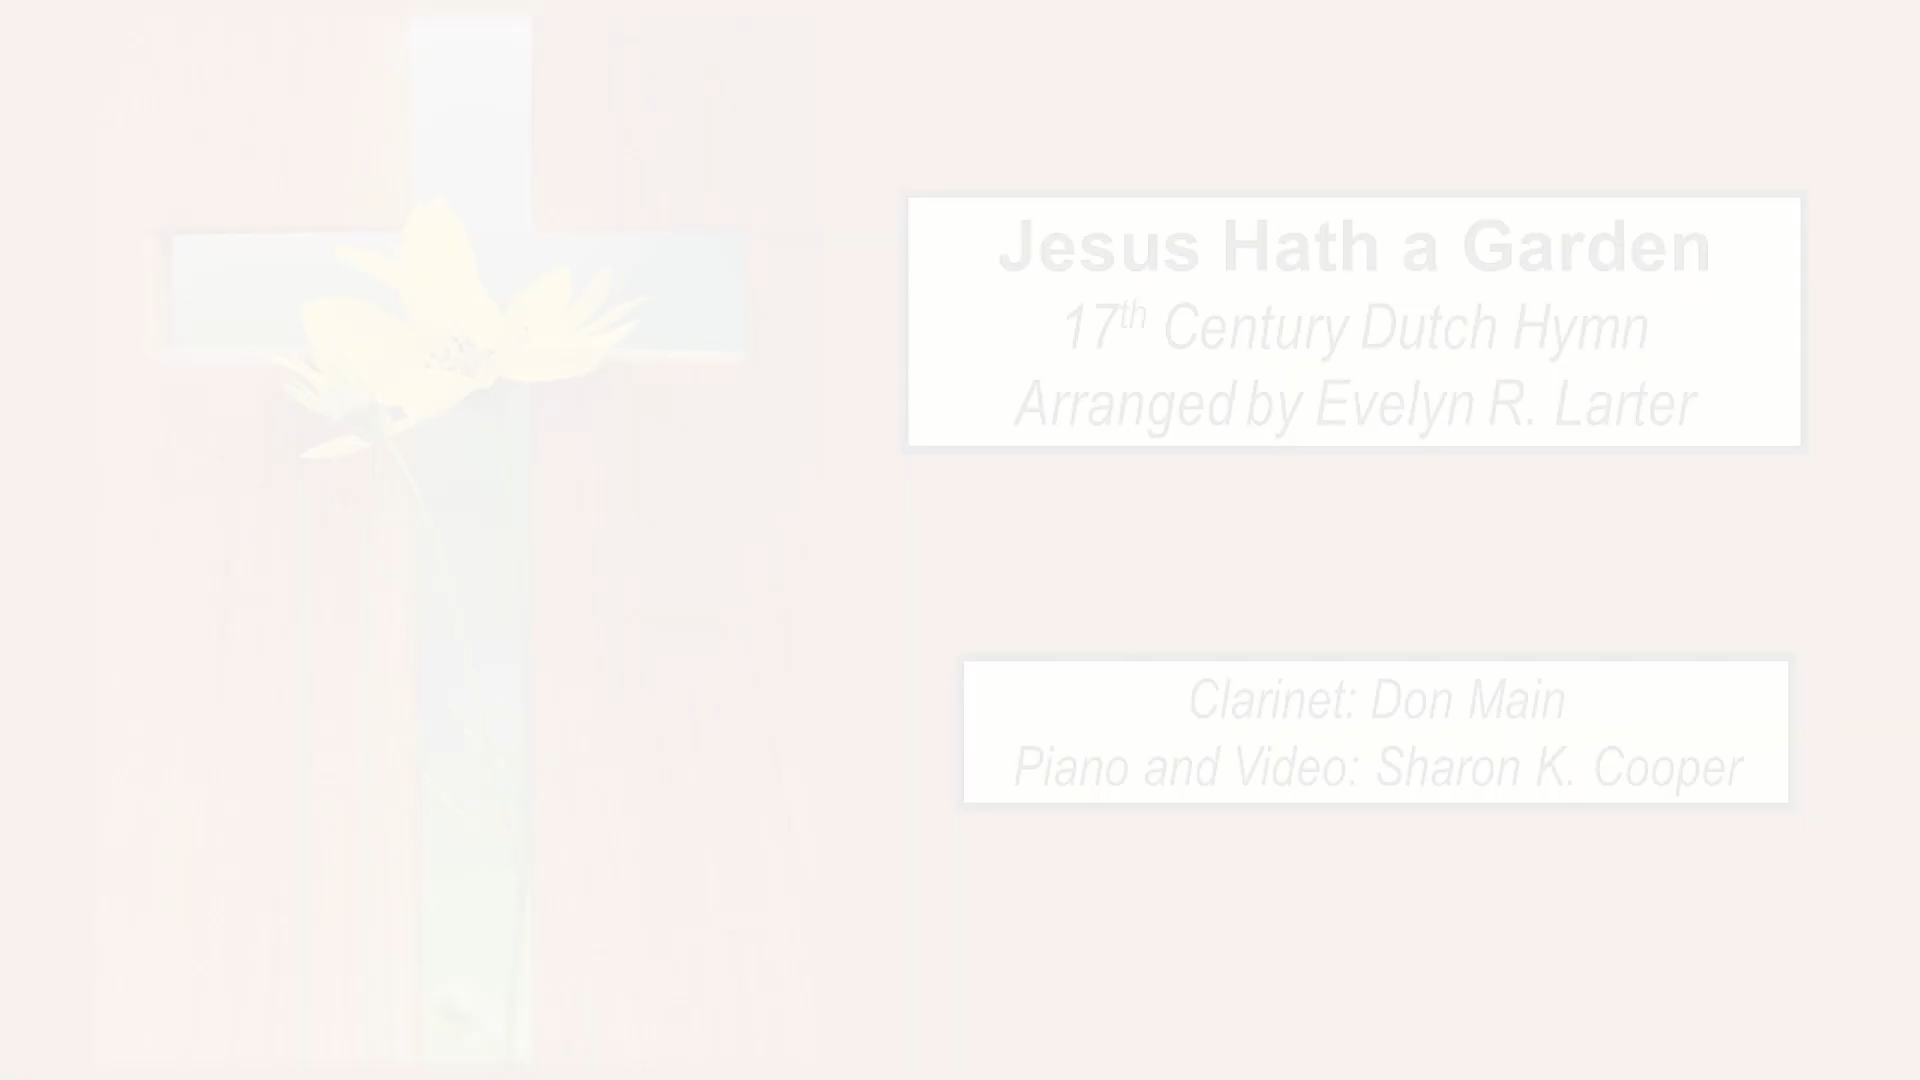 Jesus Hath a Garden
17th Century Dutch Hymn
Arranged by Evelyn R. Larter
Clarinet: Don Main
Piano and Video: Sharon K. Cooper